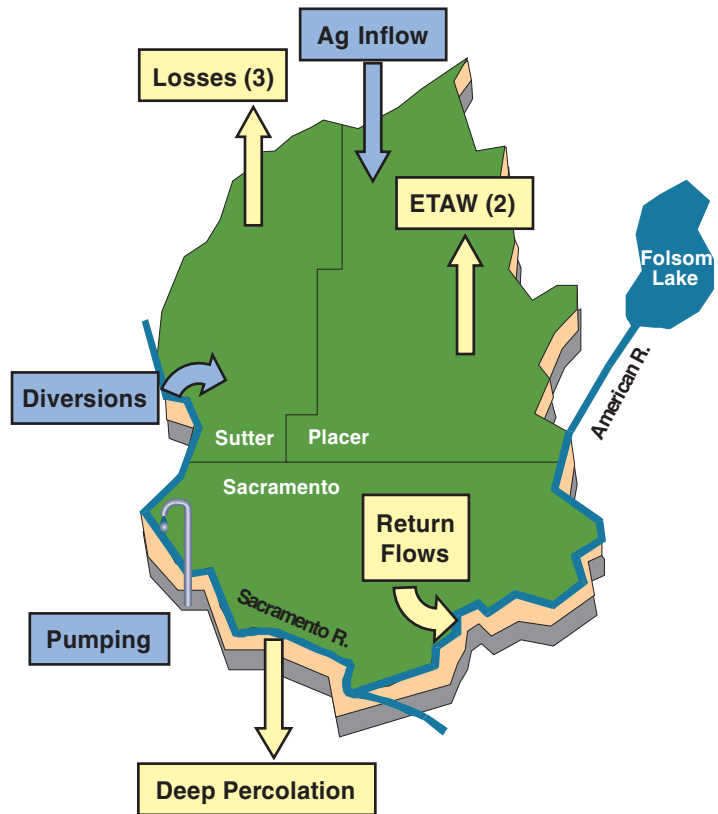 Ag Inflow
Losses (3)
ETAW (2)
Folsom
Lake
American R.
Diversions
Sutter
Placer
Sacramento
Return
Flows
Sacramento R.
Pumping
Deep Percolation